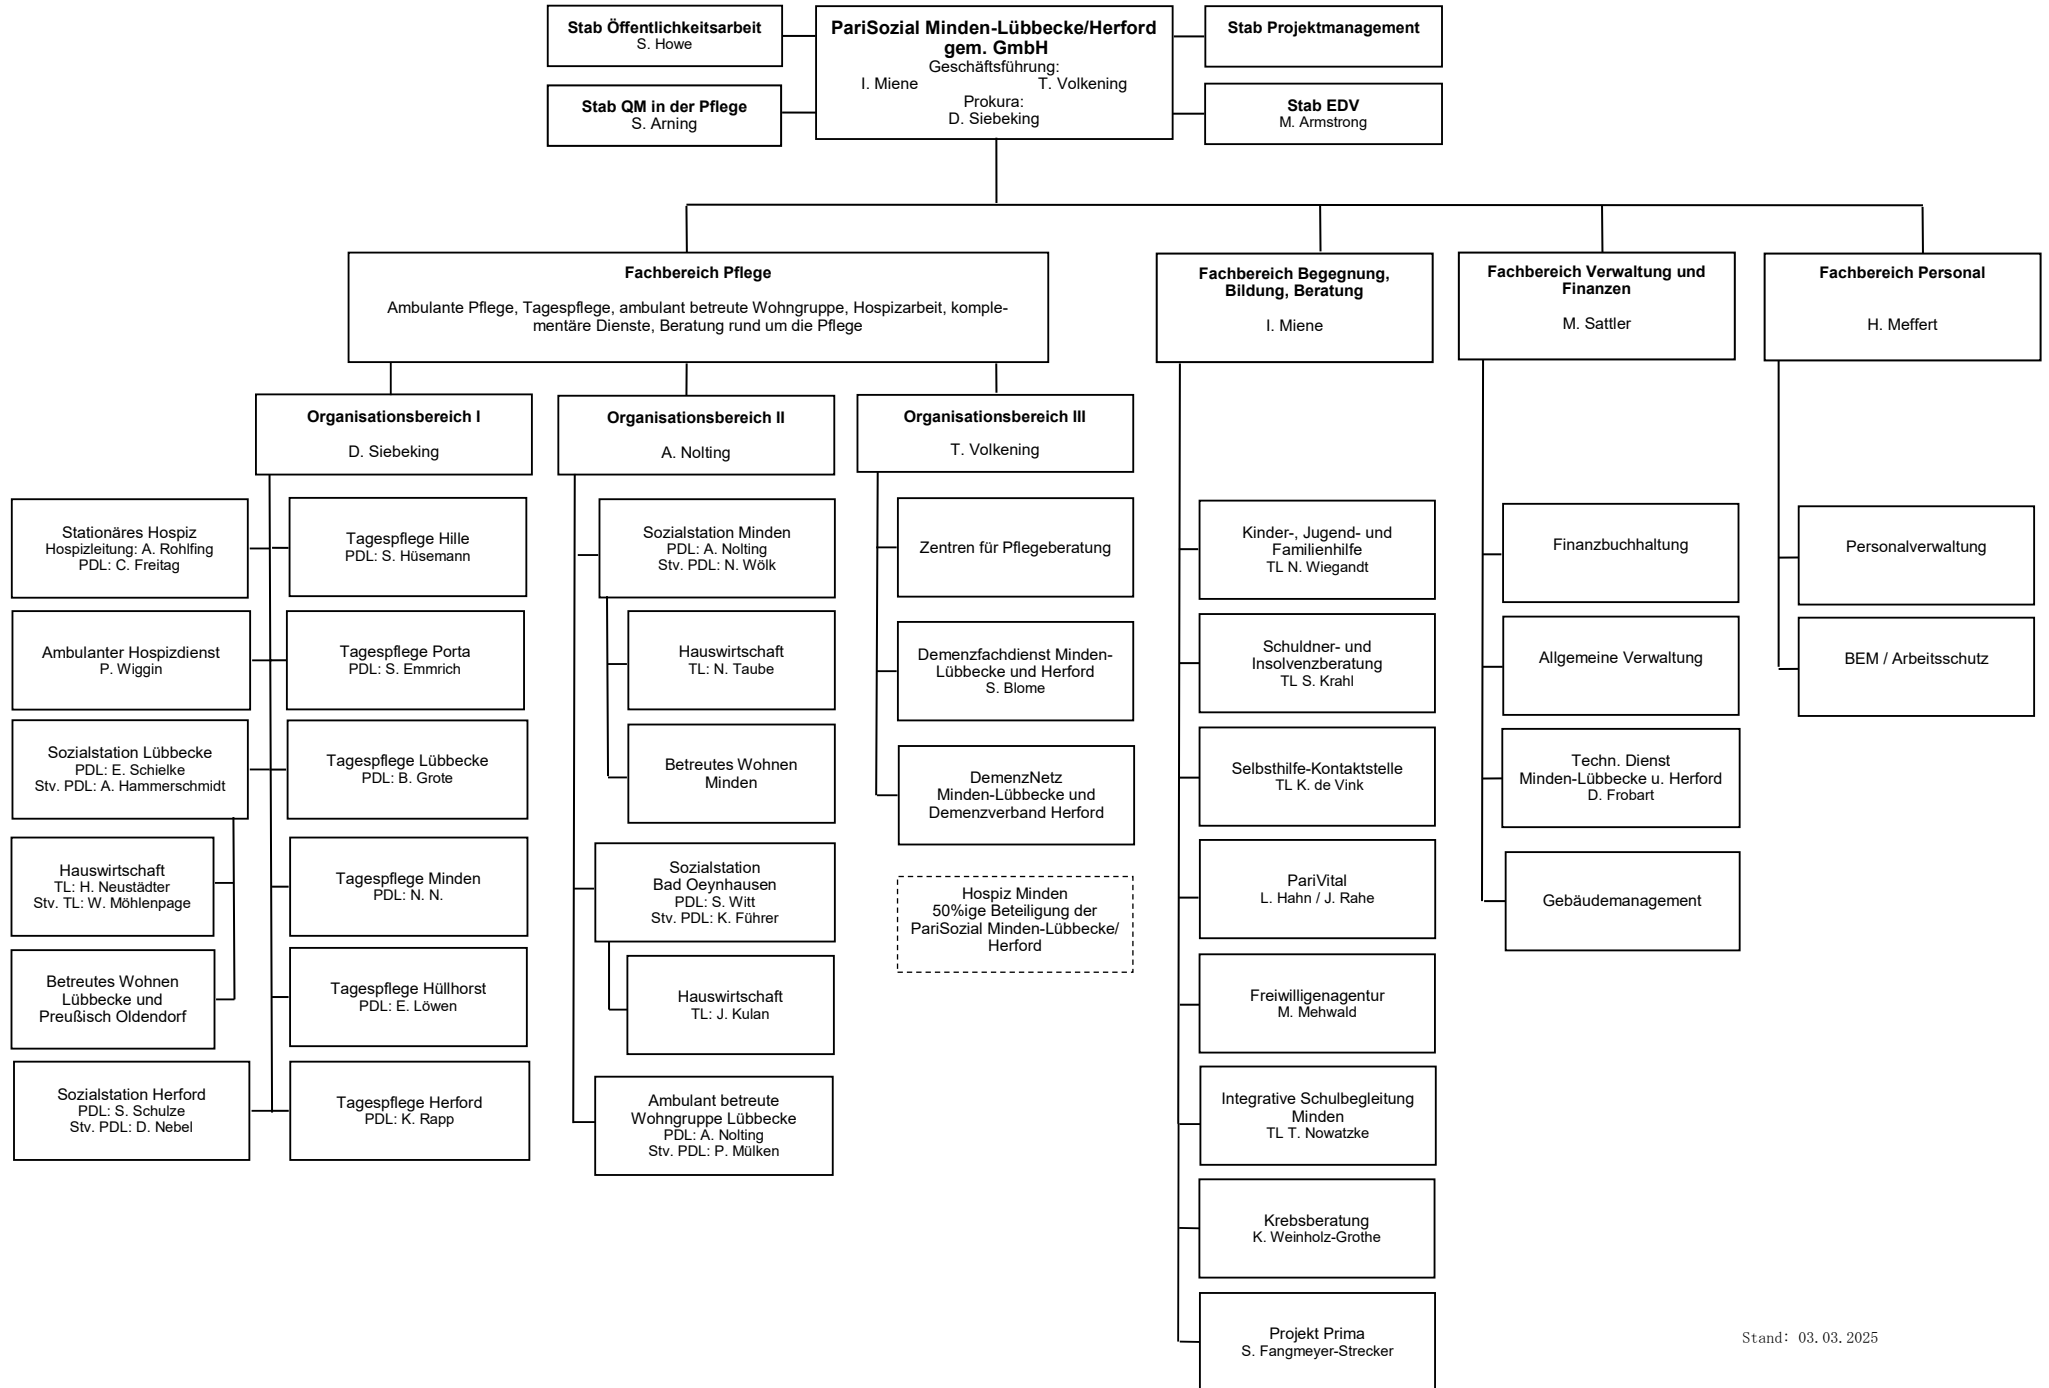 Stab Öffentlichkeitsarbeit
S. Howe
PariSozial Minden-Lübbecke/Herford
gem. GmbH
Geschäftsführung:
I. Miene T. Volkening
Prokura:
D. Siebeking
Stab Projektmanagement
Stab QM in der Pflege
S. Arning
Stab EDV
M. Armstrong
Fachbereich Pflege
Ambulante Pflege, Tagespflege, ambulant betreute Wohngruppe, Hospizarbeit, komple-
mentäre Dienste, Beratung rund um die Pflege
Fachbereich Begegnung,
Bildung, Beratung
I. Miene
Fachbereich Verwaltung und
Finanzen
M. Sattler
Fachbereich Personal
H. Meffert
Organisationsbereich I
D. Siebeking
Organisationsbereich II
A. Nolting
Organisationsbereich III
T. Volkening
Stationäres Hospiz
Hospizleitung: A. Rohlfing
PDL: C. Freitag
Ambulanter Hospizdienst
P. Wiggin
Sozialstation Lübbecke
PDL: E. Schielke
Stv. PDL: A. Hammerschmidt
Hauswirtschaft
TL: H. Neustädter
Stv. TL: W. Möhlenpage
Betreutes Wohnen
Lübbecke und
Preußisch Oldendorf
Sozialstation Herford
PDL: S. Schulze
Stv. PDL: D. Nebel
Tagespflege Hille
PDL: S. Hüsemann
Tagespflege Porta
PDL: S. Emmrich
Tagespflege Lübbecke
PDL: B. Grote
Tagespflege Minden
PDL: N. N.
Tagespflege Hüllhorst
PDL: E. Löwen
Tagespflege Herford
PDL: K. Rapp
Sozialstation Minden
PDL: A. Nolting
Stv. PDL: N. Wölk
Hauswirtschaft
TL: N. Taube
Betreutes Wohnen
Minden
Sozialstation
Bad Oeynhausen
PDL: S. Witt
Stv. PDL: K. Führer
Hauswirtschaft
TL: J. Kulan
Ambulant betreute
Wohngruppe Lübbecke
PDL: A. Nolting
Stv. PDL: P. Mülken
Zentren für Pflegeberatung
Demenzfachdienst Minden-
Lübbecke und Herford
S. Blome
DemenzNetz
Minden-Lübbecke und
Demenzverband Herford
Hospiz Minden
50%ige Beteiligung der
PariSozial Minden-Lübbecke/
Herford
Kinder-, Jugend- und
Familienhilfe
TL N. Wiegandt
Schuldner- und
Insolvenzberatung
TL S. Krahl
Selbsthilfe-Kontaktstelle
TL K. de Vink
PariVital
L. Hahn / J. Rahe
Freiwilligenagentur
M. Mehwald
Integrative Schulbegleitung
Minden
TL T. Nowatzke
Krebsberatung
K. Weinholz-Grothe
Projekt Prima
S. Fangmeyer-Strecker
Finanzbuchhaltung
Allgemeine Verwaltung
Techn. Dienst
Minden-Lübbecke u. Herford
D. Frobart
Gebäudemanagement
Personalverwaltung
BEM / Arbeitsschutz
Stand: 03.03.2025